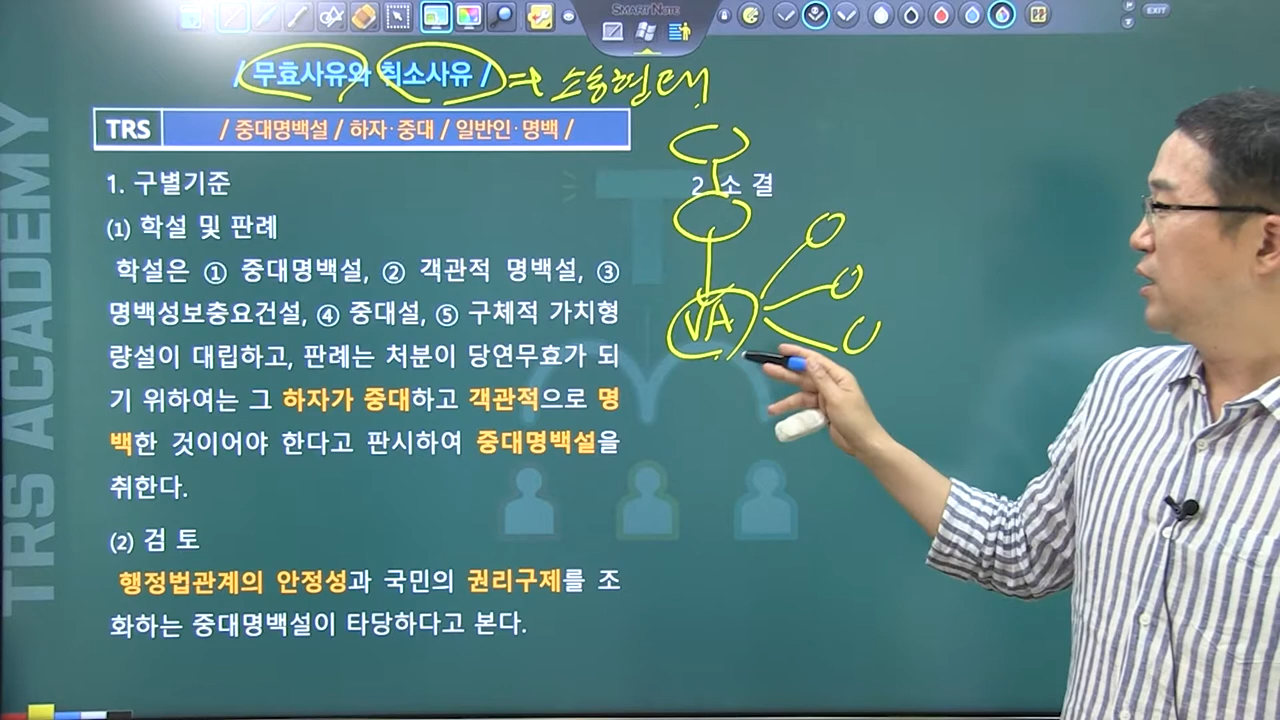 SMART NOTE
EXIT
/ 무효사유와 취소사유 / → 소송형태
TRS / 중대명백설 / 하자·중대 / 일반인·명백 /
1. 구별기준
(1) 학설 및 판례
학설은 ① 중대명백설, ② 객관적 명백설, ③
명백성보충요건설, ④ 중대설, ⑤ 구체적 가치형
량설이 대립하고, 판례는 처분이 당연무효가 되
기 위하여는 그 하자가 중대하고 객관적으로 명
백한 것이어야 한다고 판시하여 중대명백설을
취한다.
(2) 검 토
행정법관계의 안정성과 국민의 권리구제를 조
화하는 중대명백설이 타당하다고 본다.
2 소 결
VA
TRS ACADEMY